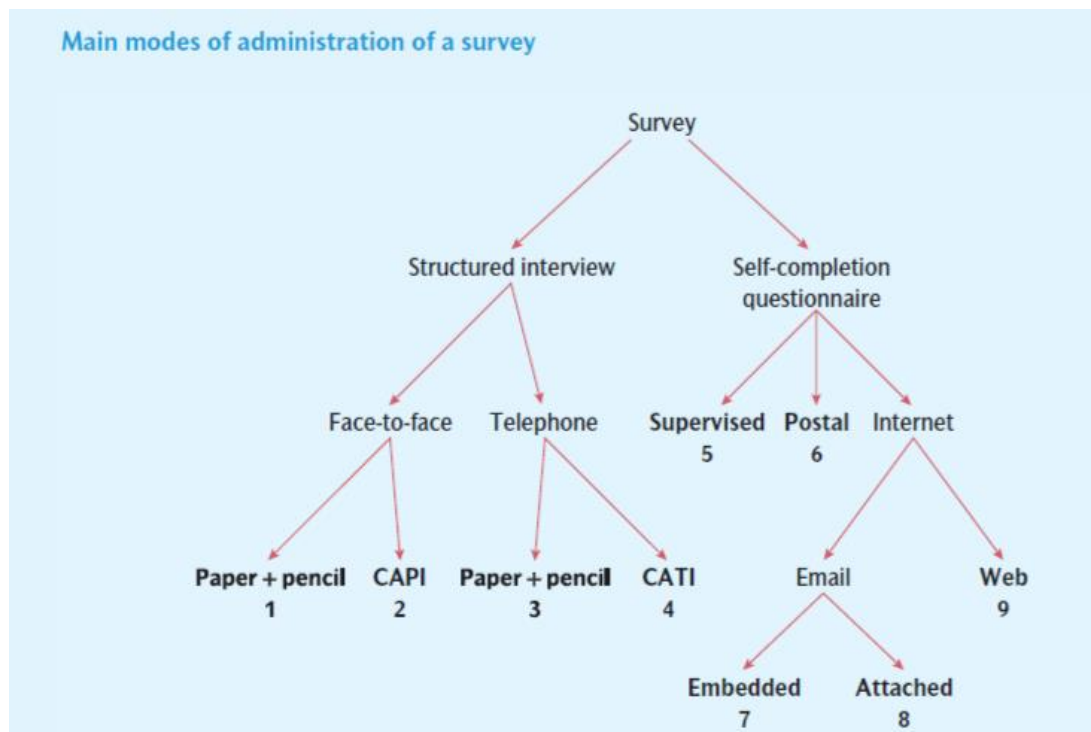 Main modes of administration of a survey
Survey
Structured interview
Self-completion
questionnaire
Face-to-face
Telephone
Supervised
5
Postal
6
Internet
Paper + pencil
1
CAPI
2
Paper + pencil
3
CATI
4
Email
Web
9
Embedded
7
Attached
8